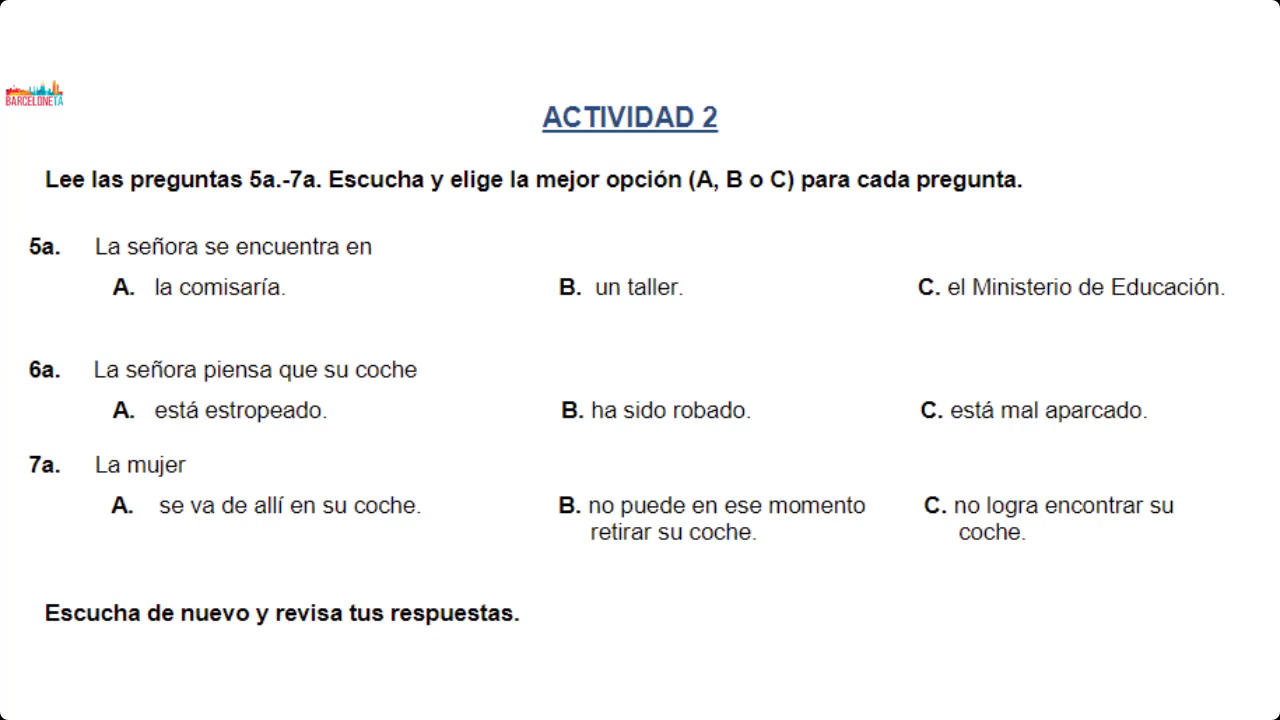 BARCELONETA
ACTIVIDAD 2
Lee las preguntas 5a.-7a. Escucha y elige la mejor opción (A, B o C) para cada pregunta.
5a. La señora se encuentra en
A. la comisaría. B. un taller. C. el Ministerio de Educación.
6a. La señora piensa que su coche
A. está estropeado. B. ha sido robado. C. está mal aparcado.
7a. La mujer
A. se va de allí en su coche. B. no puede en ese momento C. no logra encontrar su
retirar su coche. coche.
Escucha de nuevo y revisa tus respuestas.